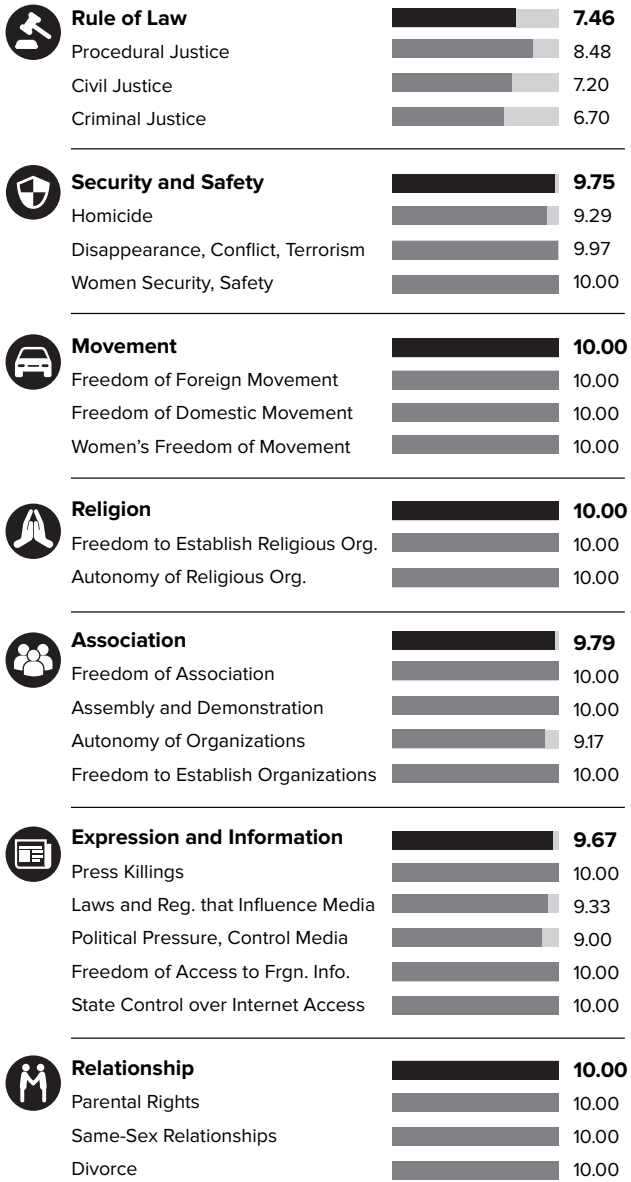 Rule of Law 7.46
Procedural Justice 8.48
Civil Justice 7.20
Criminal Justice 6.70
Security and Safety 9.75
Homicide 9.29
Disappearance, Conflict, Terrorism 9.97
Women Security, Safety 10.00
Movement 10.00
Freedom of Foreign Movement 10.00
Freedom of Domestic Movement 10.00
Women’s Freedom of Movement 10.00
Religion 10.00
Freedom to Establish Religious Org. 10.00
Autonomy of Religious Org. 10.00
Association 9.79
Freedom of Association 10.00
Assembly and Demonstration 10.00
Autonomy of Organizations 9.17
Freedom to Establish Organizations 10.00
Expression and Information 9.67
Press Killings 10.00
Laws and Reg. that Influence Media 9.33
Political Pressure, Control Media 9.00
Freedom of Access to Frgn. Info. 10.00
State Control over Internet Access 10.00
Relationship 10.00
Parental Rights 10.00
Same-Sex Relationships 10.00
Divorce 10.00